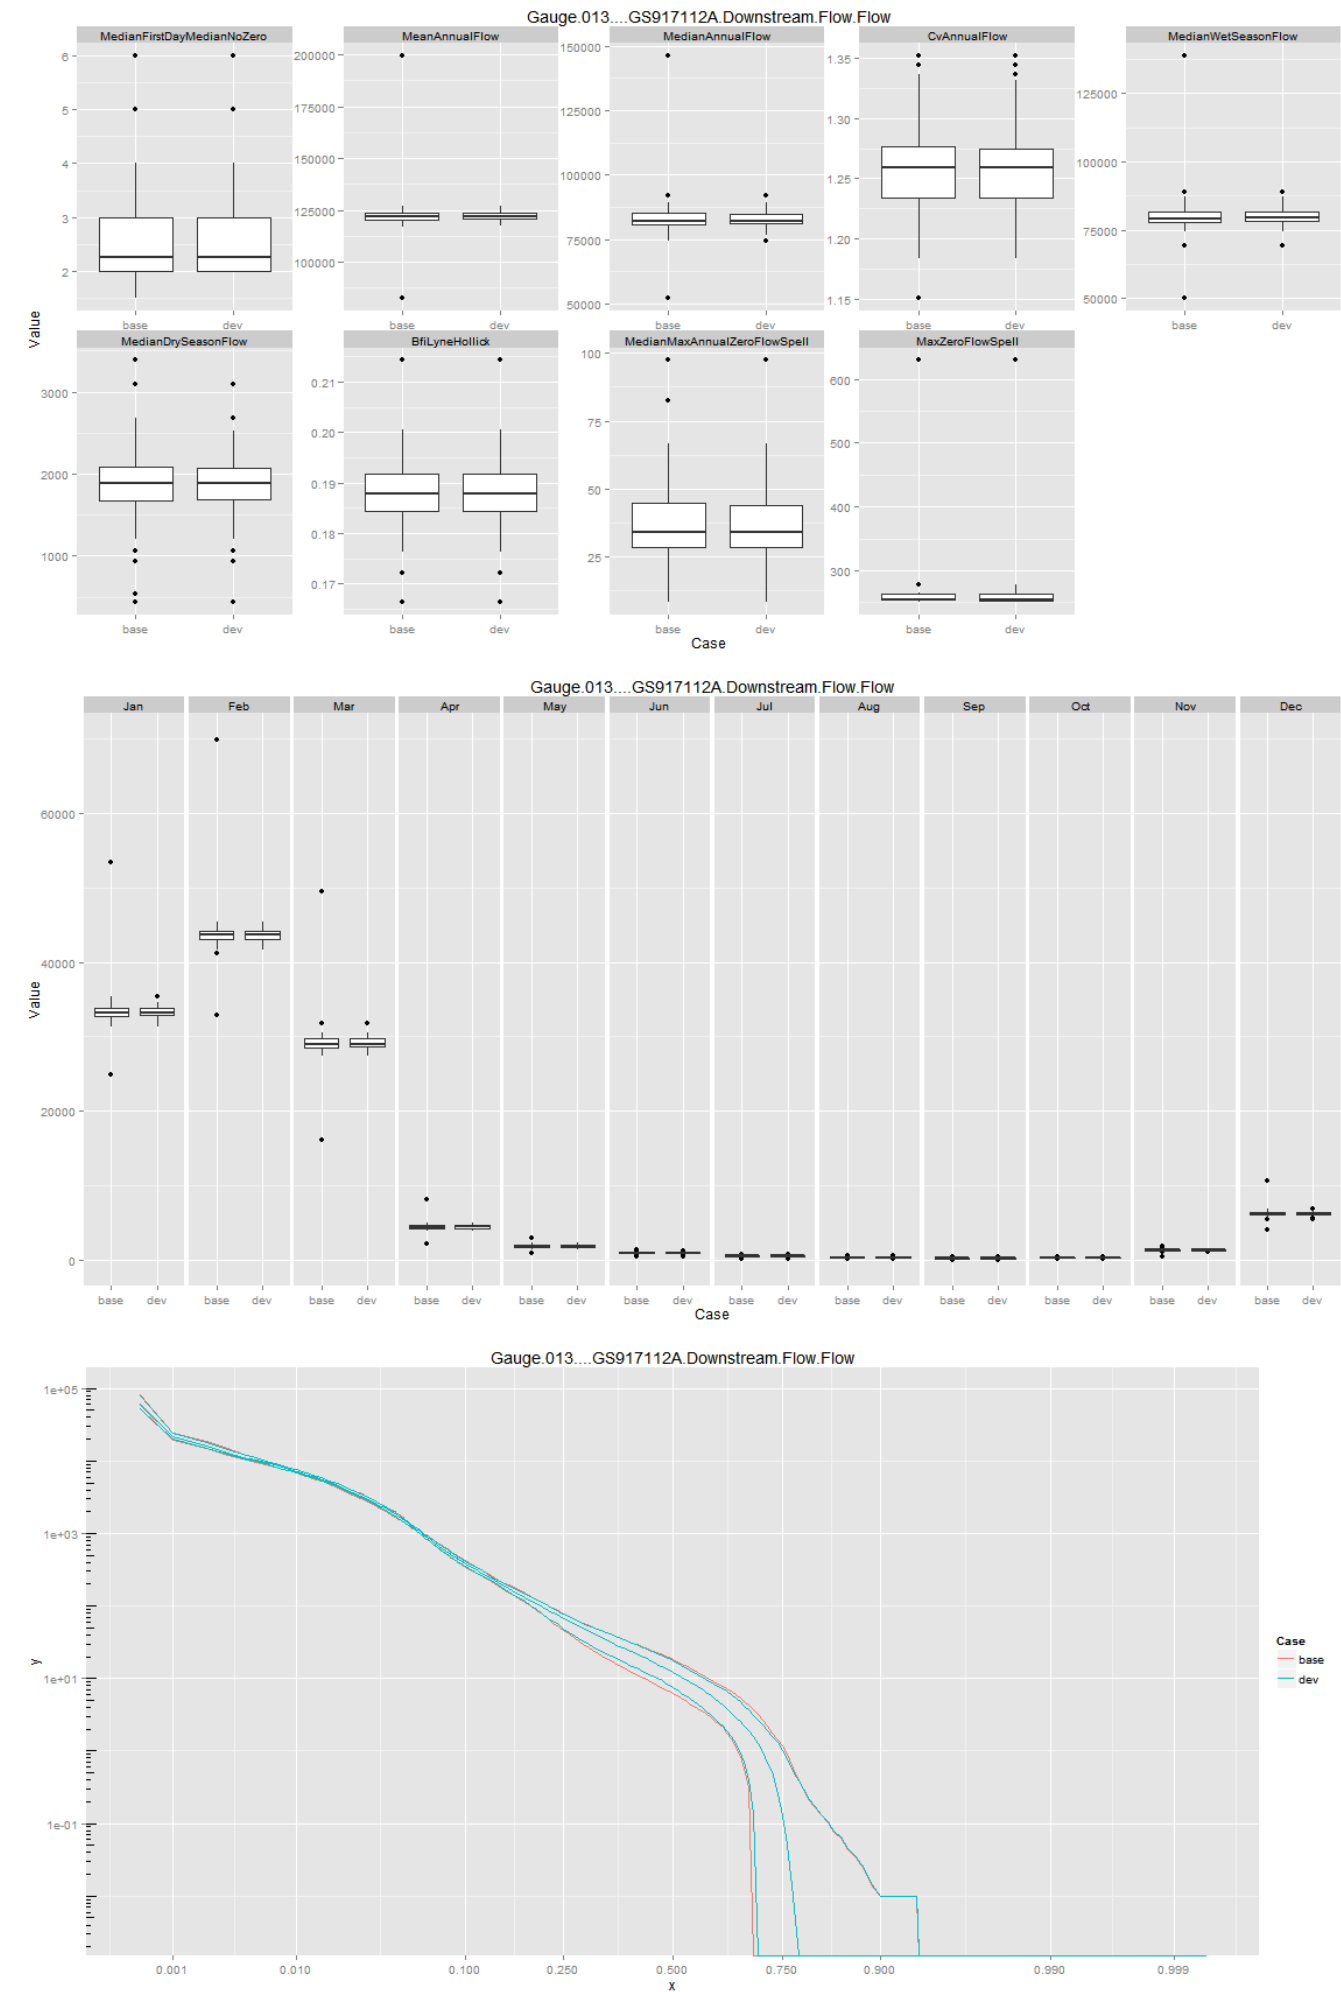 Gauge.013....GS917112A.Downstream.Flow.Flow
MedianFirstDayMedianNoZero MeanAnnualFlow MedianAnnualFlow CvAnnualFlow MedianWetSeasonFlow
6
5
4
3
2
200000
175000
150000
125000
100000
150000
125000
100000
75000
50000
1.35
1.30
1.25
1.20
1.15
125000
100000
75000
50000
base dev base dev base dev base dev base dev
Value
MedianDrySeasonFlow BfiLyneHollick MedianMaxAnnualZeroFlowSpell MaxZeroFlowSpell
3000
2000
1000
0.21
0.20
0.19
0.18
0.17
100
75
50
25
600
500
400
300
base dev base dev base dev base dev
Case
Gauge.013....GS917112A.Downstream.Flow.Flow
Jan Feb Mar Apr May Jun Jul Aug Sep Oct Nov Dec
60000
40000
20000
0
Value
base dev base dev base dev base dev base dev base dev base dev base dev base dev base dev base dev base dev
Case
Gauge.013....GS917112A.Downstream.Flow.Flow
1e+05
1e+03
1e+01
1e-01
y
0.001 0.010 0.100 0.250 0.500 0.750 0.900 0.990 0.999
x
Case
base
dev